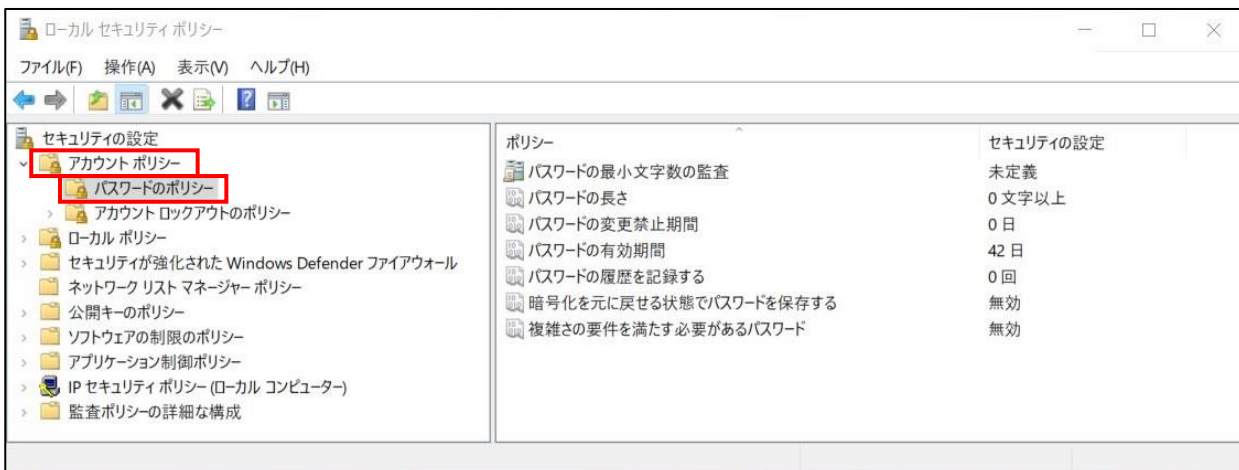 ローカル セキュリティ ポリシー
ファイル(F) 操作(A) 表示(V) ヘルプ(H)
セキュリティの設定
アカウント ポリシー
パスワードのポリシー
アカウント ロックアウトのポリシー
ローカル ポリシー
セキュリティが強化された Windows Defender ファイアウォール
ネットワーク リスト マネージャー ポリシー
公開キーのポリシー
ソフトウェアの制限のポリシー
アプリケーション制御ポリシー
IP セキュリティ ポリシー (ローカル コンピューター)
監査ポリシーの詳細な構成
ポリシー セキュリティの設定
パスワードの最小文字数の監査 未定義
パスワードの長さ 0 文字以上
パスワードの変更禁止期間 0 日
パスワードの有効期間 42 日
パスワードの履歴を記録する 0 回
暗号化を元に戻せる状態でパスワードを保存する 無効
複雑さの要件を満たす必要があるパスワード 無効